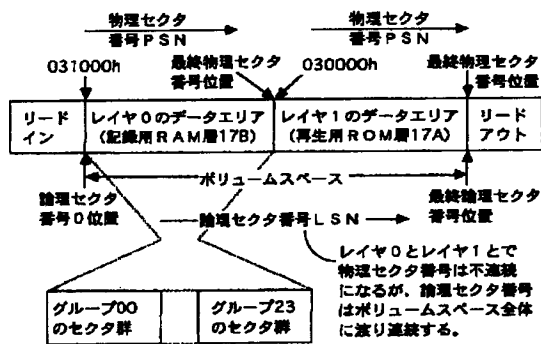 物理セクタ
番号PSN
物理セクタ
番号PSN
031000h
最終物理セクタ
番号位置
030000h
最終物理セクタ
番号位置
リード
イン
レイヤ0のデータエリア
(記録用RAM層17B)
レイヤ1のデータエリア
(再生用ROM層17A)
リード
アウト
ボリュームスペース
論理セクタ
番号0位置
論理セクタ番号LSN
最終論理セクタ
番号位置
レイヤ0とレイヤ1とで
物理セクタ番号は不連続
になるが、論理セクタ番号
はボリュームスペース全体
に渡り連続する。
グループ00
のセクタ群
グループ23
のセクタ群